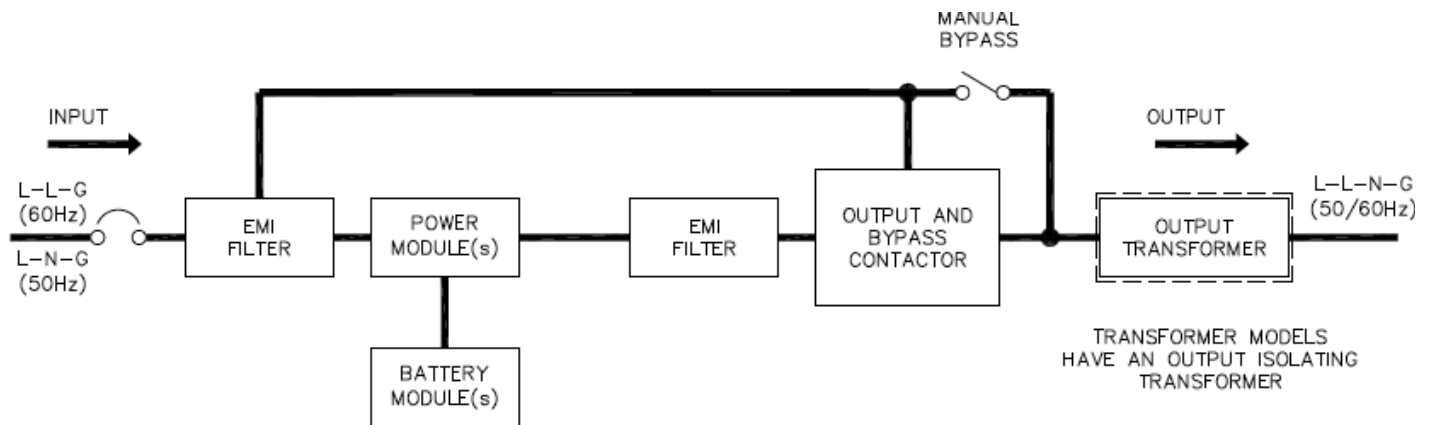 MANUAL
BYPASS
INPUT
OUTPUT
L-L-G
(60Hz)
L-N-G
(50Hz)
EMI
FILTER
POWER
MODULE(s)
EMI
FILTER
OUTPUT AND
BYPASS
CONTACTOR
OUTPUT
TRANSFORMER
L-L-N-G
(50/60Hz)
BATTERY
MODULE(s)
TRANSFORMER MODELS
HAVE AN OUTPUT ISOLATING
TRANSFORMER